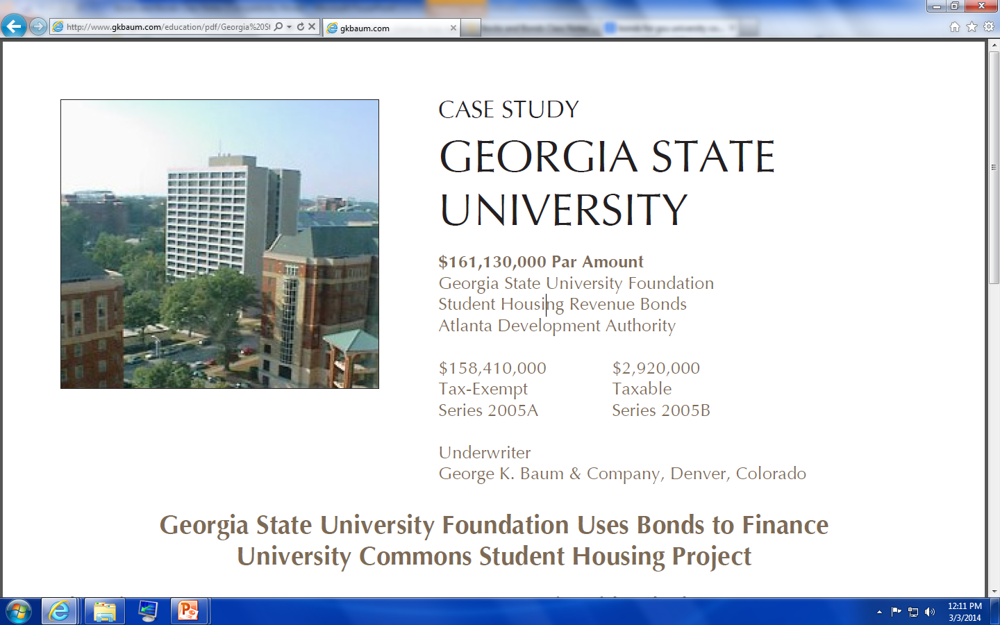 http://www.gkbaum.com/education/pdf/Georgia%20St
gkbaum.com
CASE STUDY
GEORGIA STATE
UNIVERSITY
$161,130,000 Par Amount
Georgia State University Foundation
Student Housing Revenue Bonds
Atlanta Development Authority
$158,410,000 $2,920,000
Tax-Exempt Taxable
Series 2005A Series 2005B
Underwriter
George K. Baum & Company, Denver, Colorado
Georgia State University Foundation Uses Bonds to Finance
University Commons Student Housing Project
12:11 PM
3/3/2014